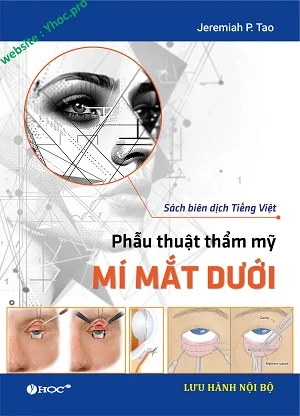 Jeremiah P. Tao
website : Yhoc.pro
Sách biên dịch Tiếng Việt
Phẫu thuật thẩm mỹ
MÍ MẮT DƯỚI
YHOC
LƯU HÀNH NỘI BỘ